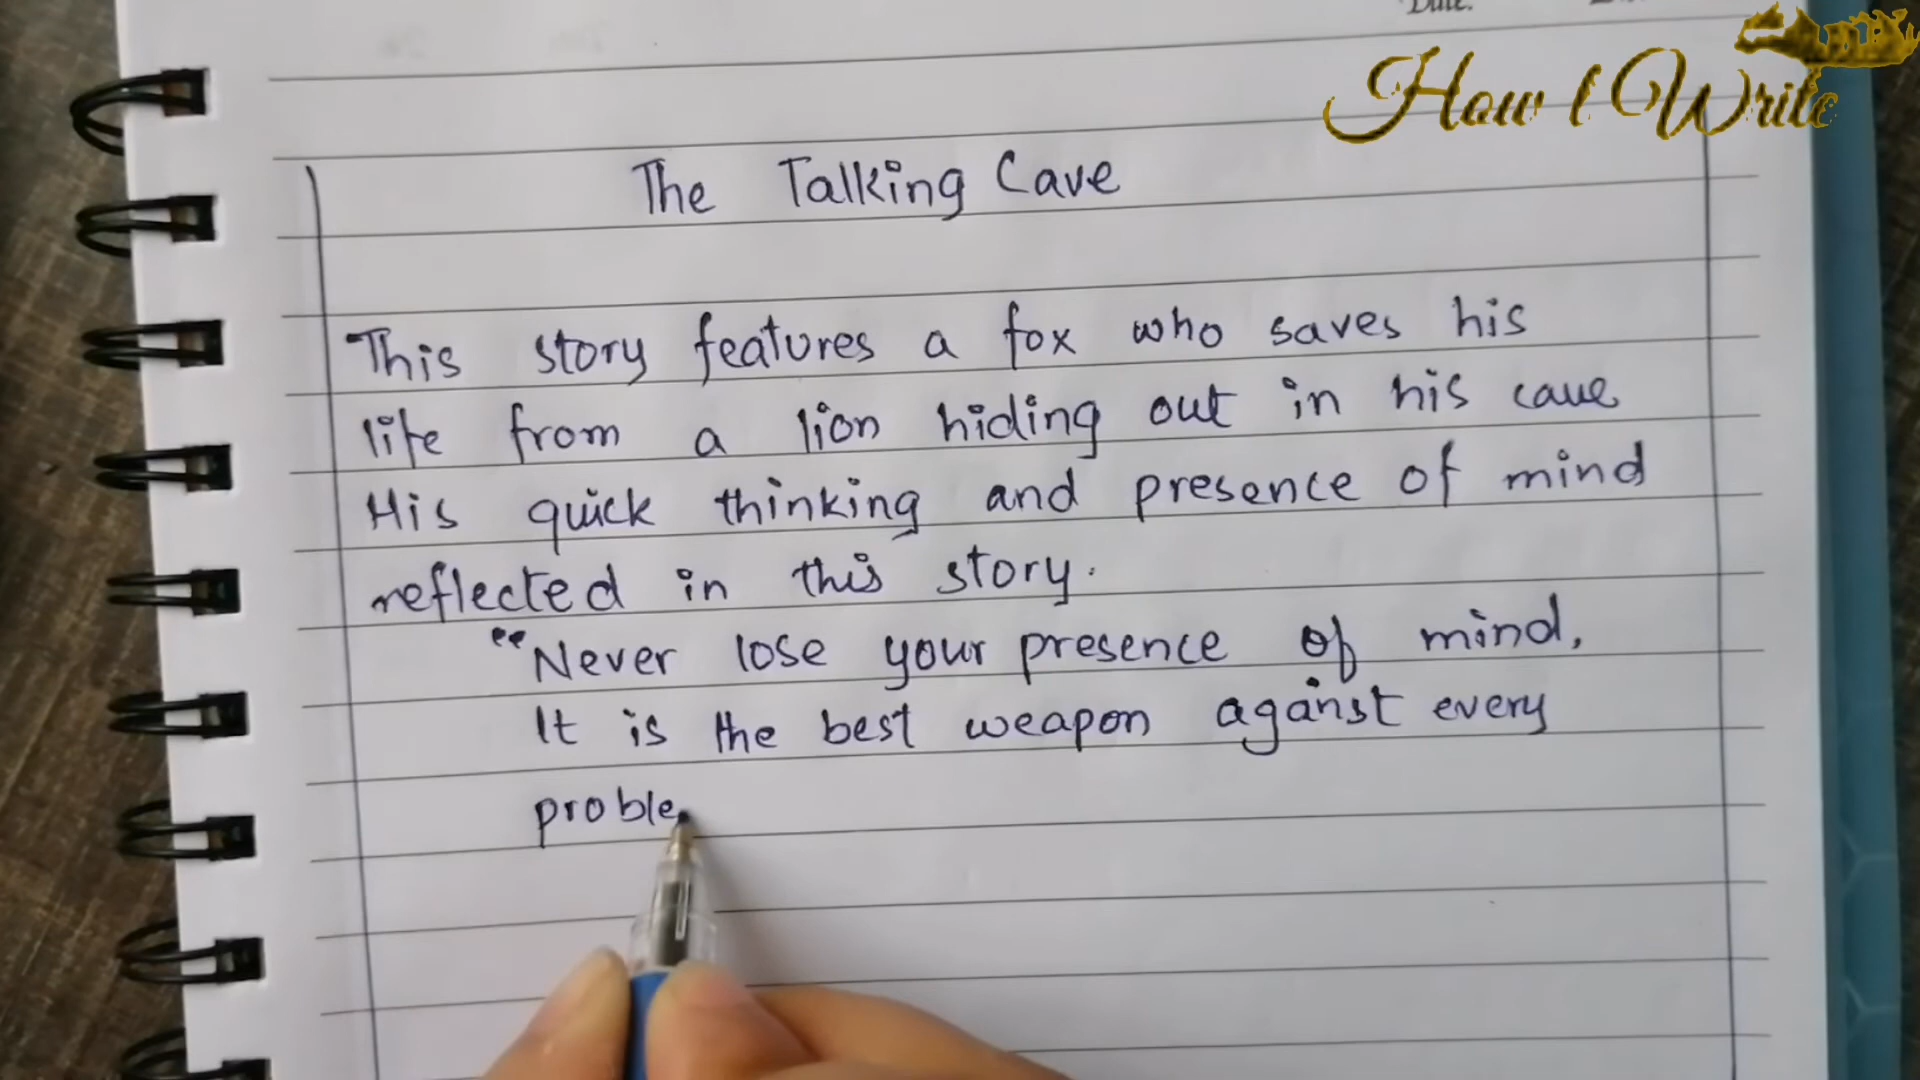 Date.
How I Write
The Talking Cave
This story features a fox who saves his
life from a lion hiding out in his cave
His quick thinking and presence of mind
reflected in this story.
"Never lose your presence of mind,
It is the best weapon aganist every
proble